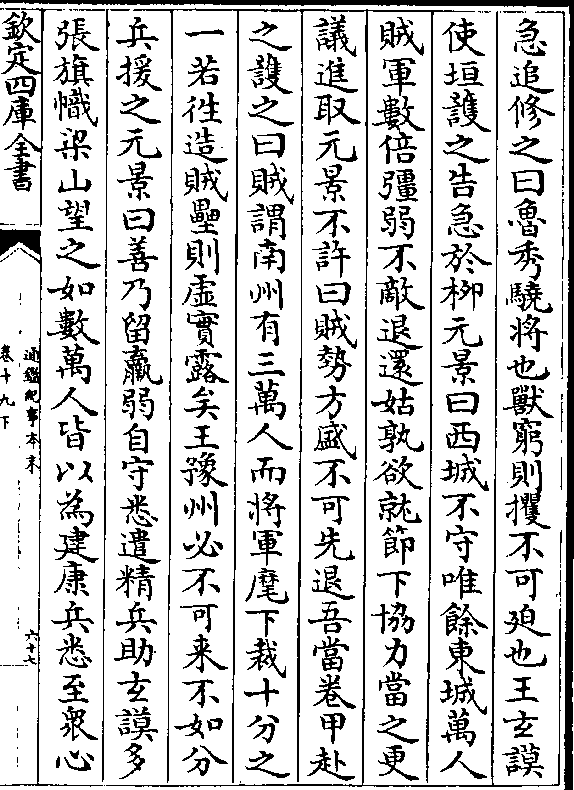 急追修之曰魯秀驍將也獸窮則攫不可廹也王玄謨
使垣護之告急於柳元景曰西城不守唯餘東城萬人
賊軍數倍彊弱不敵退還姑孰欲就節下協力當之更
議進取元景不許曰賊勢方盛不可先退吾當卷甲赴
之護之曰賊謂南州有三萬人而將軍麾下裁十分之
一若徃造賊壘則虛實露矣王豫州必不可来不如分
兵援之元景曰善乃留羸弱自守悉遣精兵助玄謨多
張旗幟梁山望之如數萬人皆以為建康兵悉至衆心
欽定四庫全書
通鑑紀事本末
卷十九下
六十七